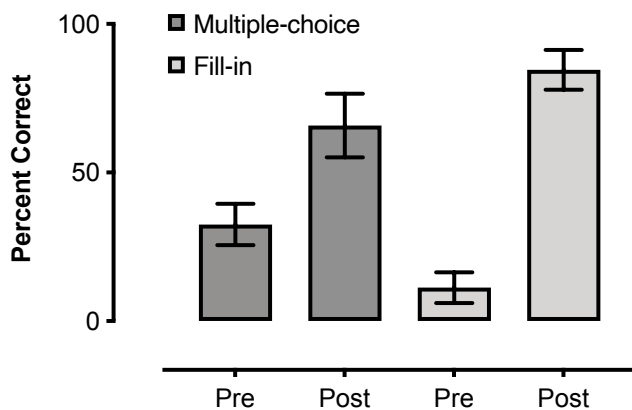 100
Multiple-choice
Fill-in
Percent Correct
50
0
Pre Post Pre Post